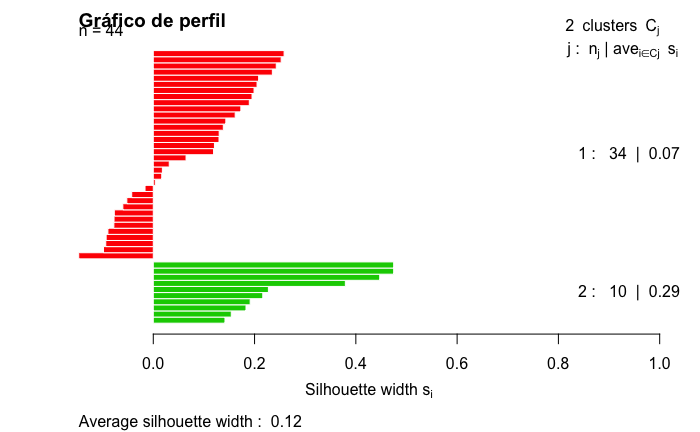 Gráfico de perfil
n = 44
2 clusters Cj
j : nj | avei∈Cj si
1 : 34 | 0.07
2 : 10 | 0.29
0.0 0.2 0.4 0.6 0.8 1.0
Silhouette width si
Average silhouette width : 0.12